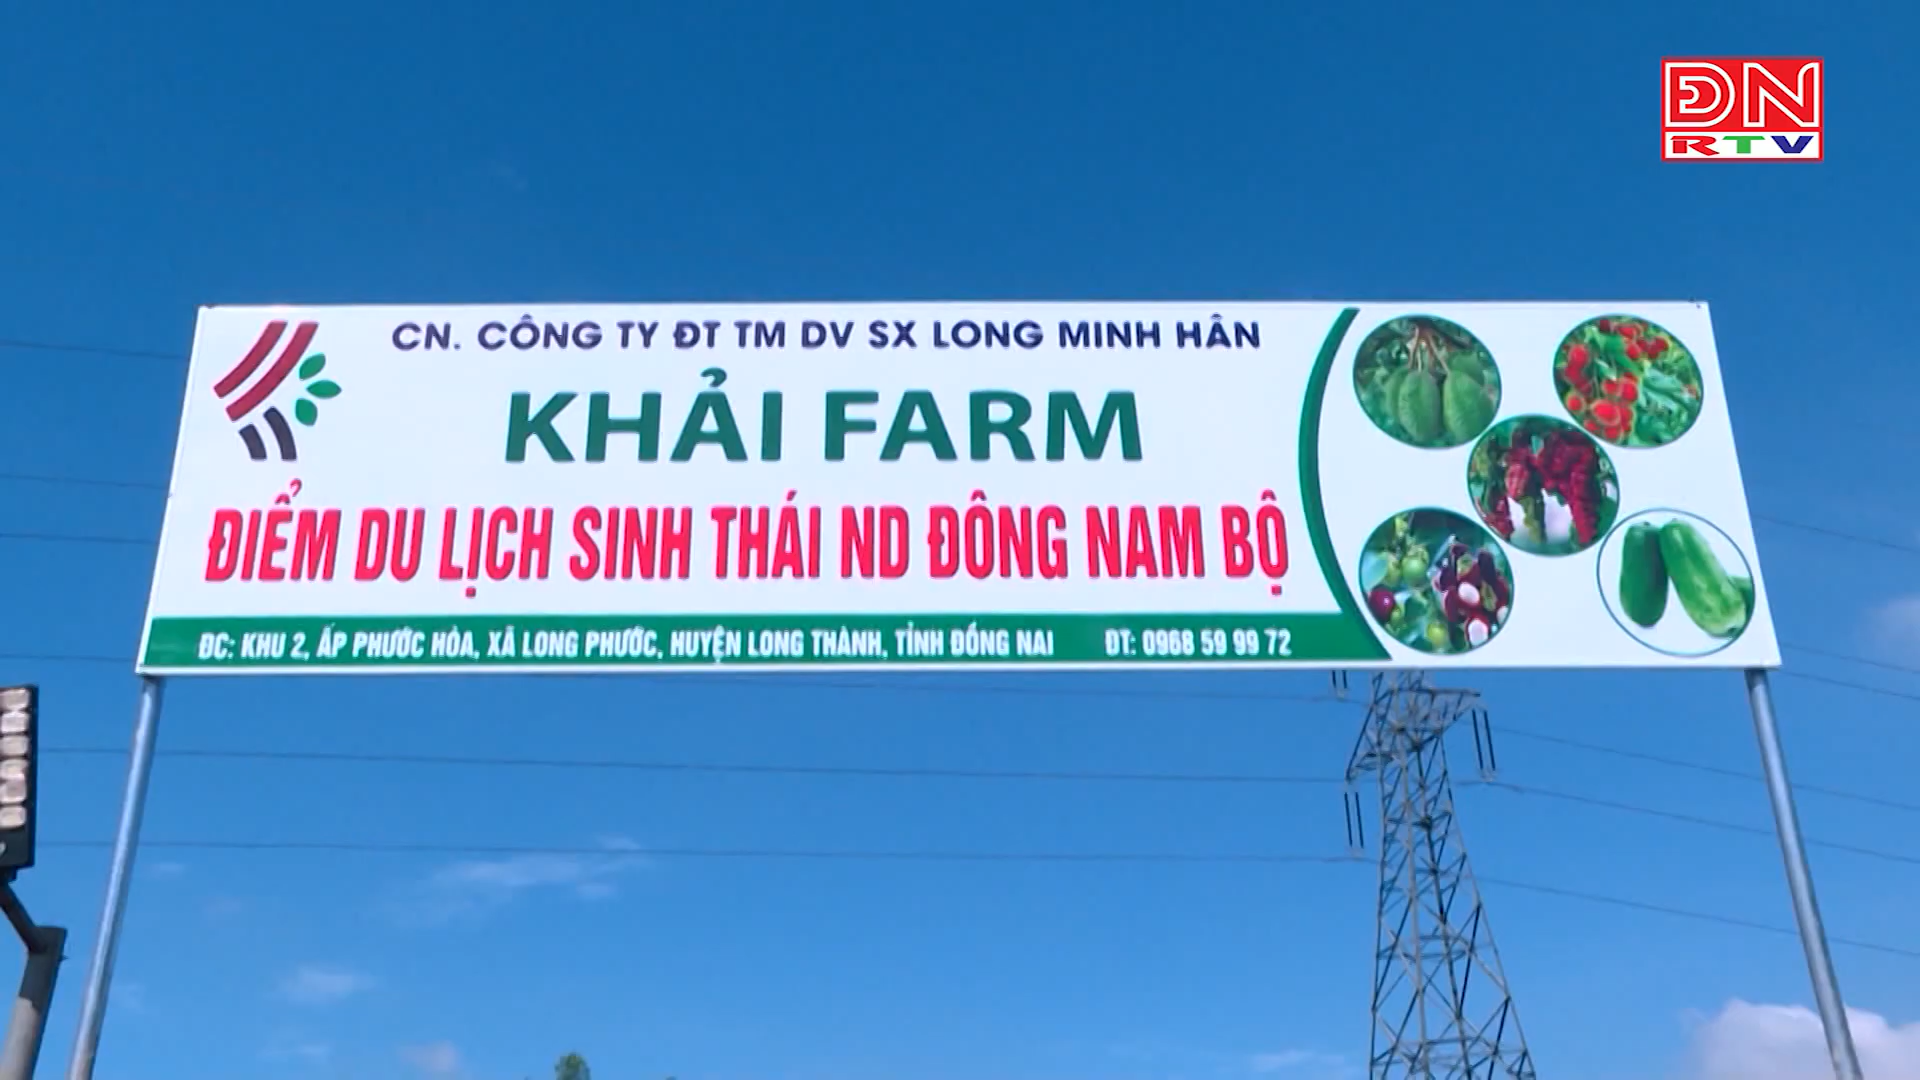 ĐN
RTV
CN. CÔNG TY ĐT TM DV SX LONG MINH HÂN
KHẢI FARM
ĐIỂM DU LỊCH SINH THÁI ND ĐÔNG NAM BỘ
ĐC: KHU 2, ẤP PHƯỚC HÒA, XÃ LONG PHƯỚC, HUYỆN LONG THÀNH, TỈNH ĐỒNG NAI ĐT: 0968 59 99 72